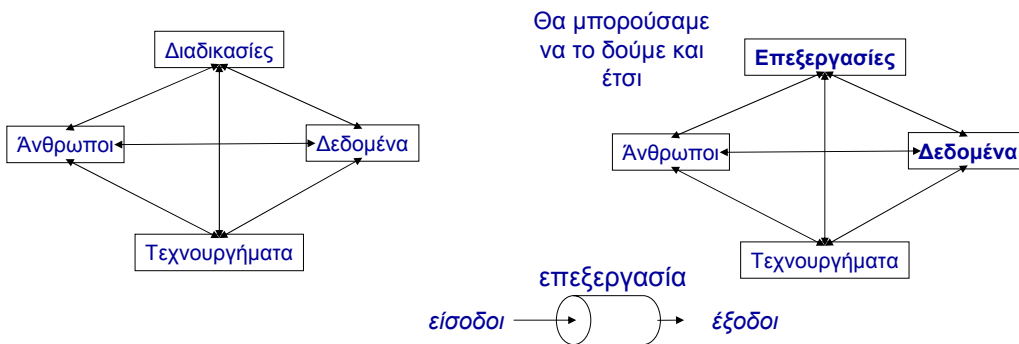 Διαδικασίες
Άνθρωποι
Δεδομένα
Τεχνουργήματα
Θα μπορούσαμε
να το δούμε και
έτσι
Επεξεργασίες
Άνθρωποι
Δεδομένα
Τεχνουργήματα
επεξεργασία
είσοδοι
έξοδοι